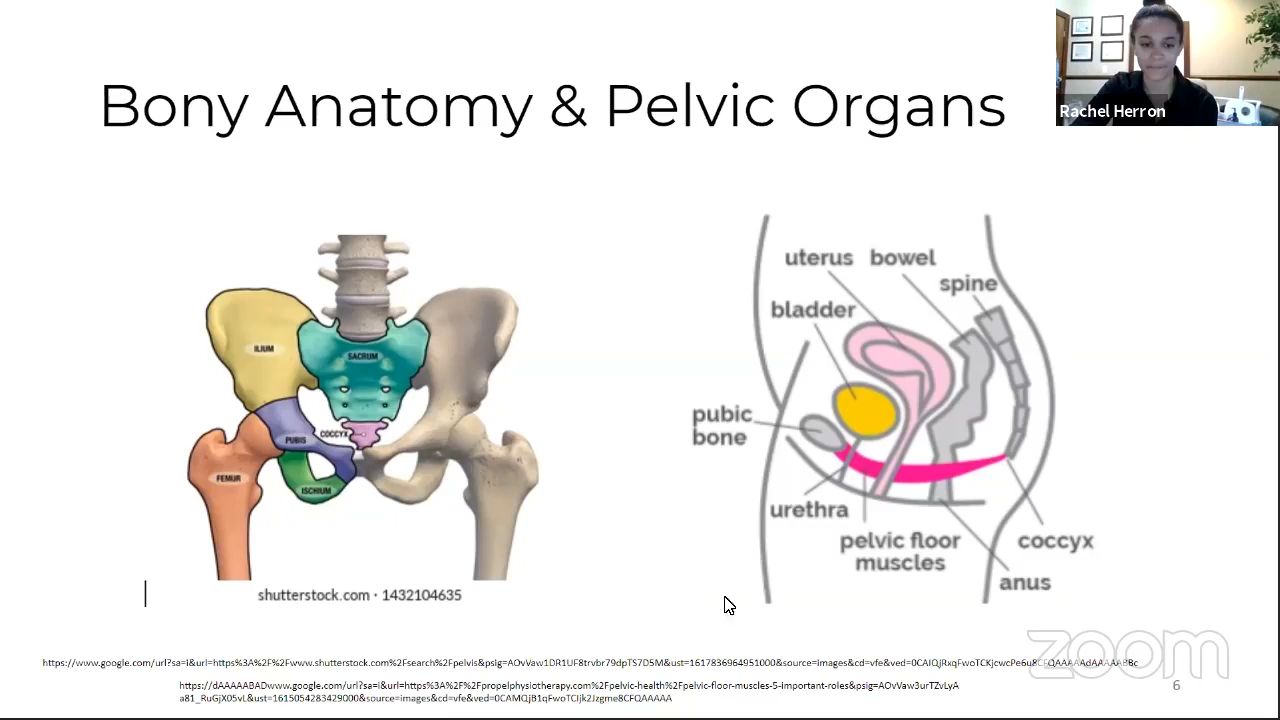 Bony Anatomy & Pelvic Organs
Rachel Herron
ILIUM
SACRUM
COCCYX
PUBIS
FEMUR
ISCHIUM
shutterstock.com · 1432104635
uterus bowel
spine
bladder
pubic
bone
urethra
pelvic floor
muscles
coccyx
anus
zoom
https://www.google.com/url?sa=i&url=https%3A%2F%2Fwww.shutterstock.com%2Fsearch%2Fpelvis&psig=AOvVaw1DR1UF8trvbr79dpTS7D5M&ust=1617836964951000&source=images&cd=vfe&ved=0CAIQjRxqFwoTCKjcwcPe6u8CFQAAAAAdAAAAABBc
https://dAAAAABADwww.google.com/url?sa=i&url=https%3A%2F%2Fpropelphysiotherapy.com%2Fpelvic-health%2Fpelvic-floor-muscles-5-important-roles&psig=AOvVaw3urTZvLyA
a81_RuGjX05vL&ust=1615054283429000&source=images&cd=vfe&ved=0CAMQjB1qFwoTCIjk2Jzgme8CFQAAAAA
6